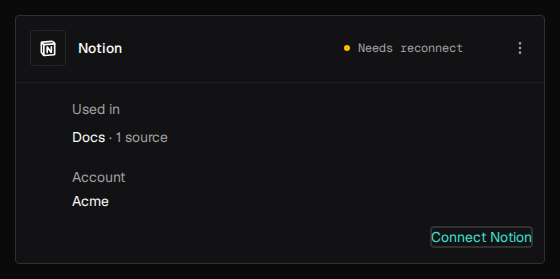 Notion
Needs reconnect
Used in
Docs · 1 source
Account
Acme
Connect Notion